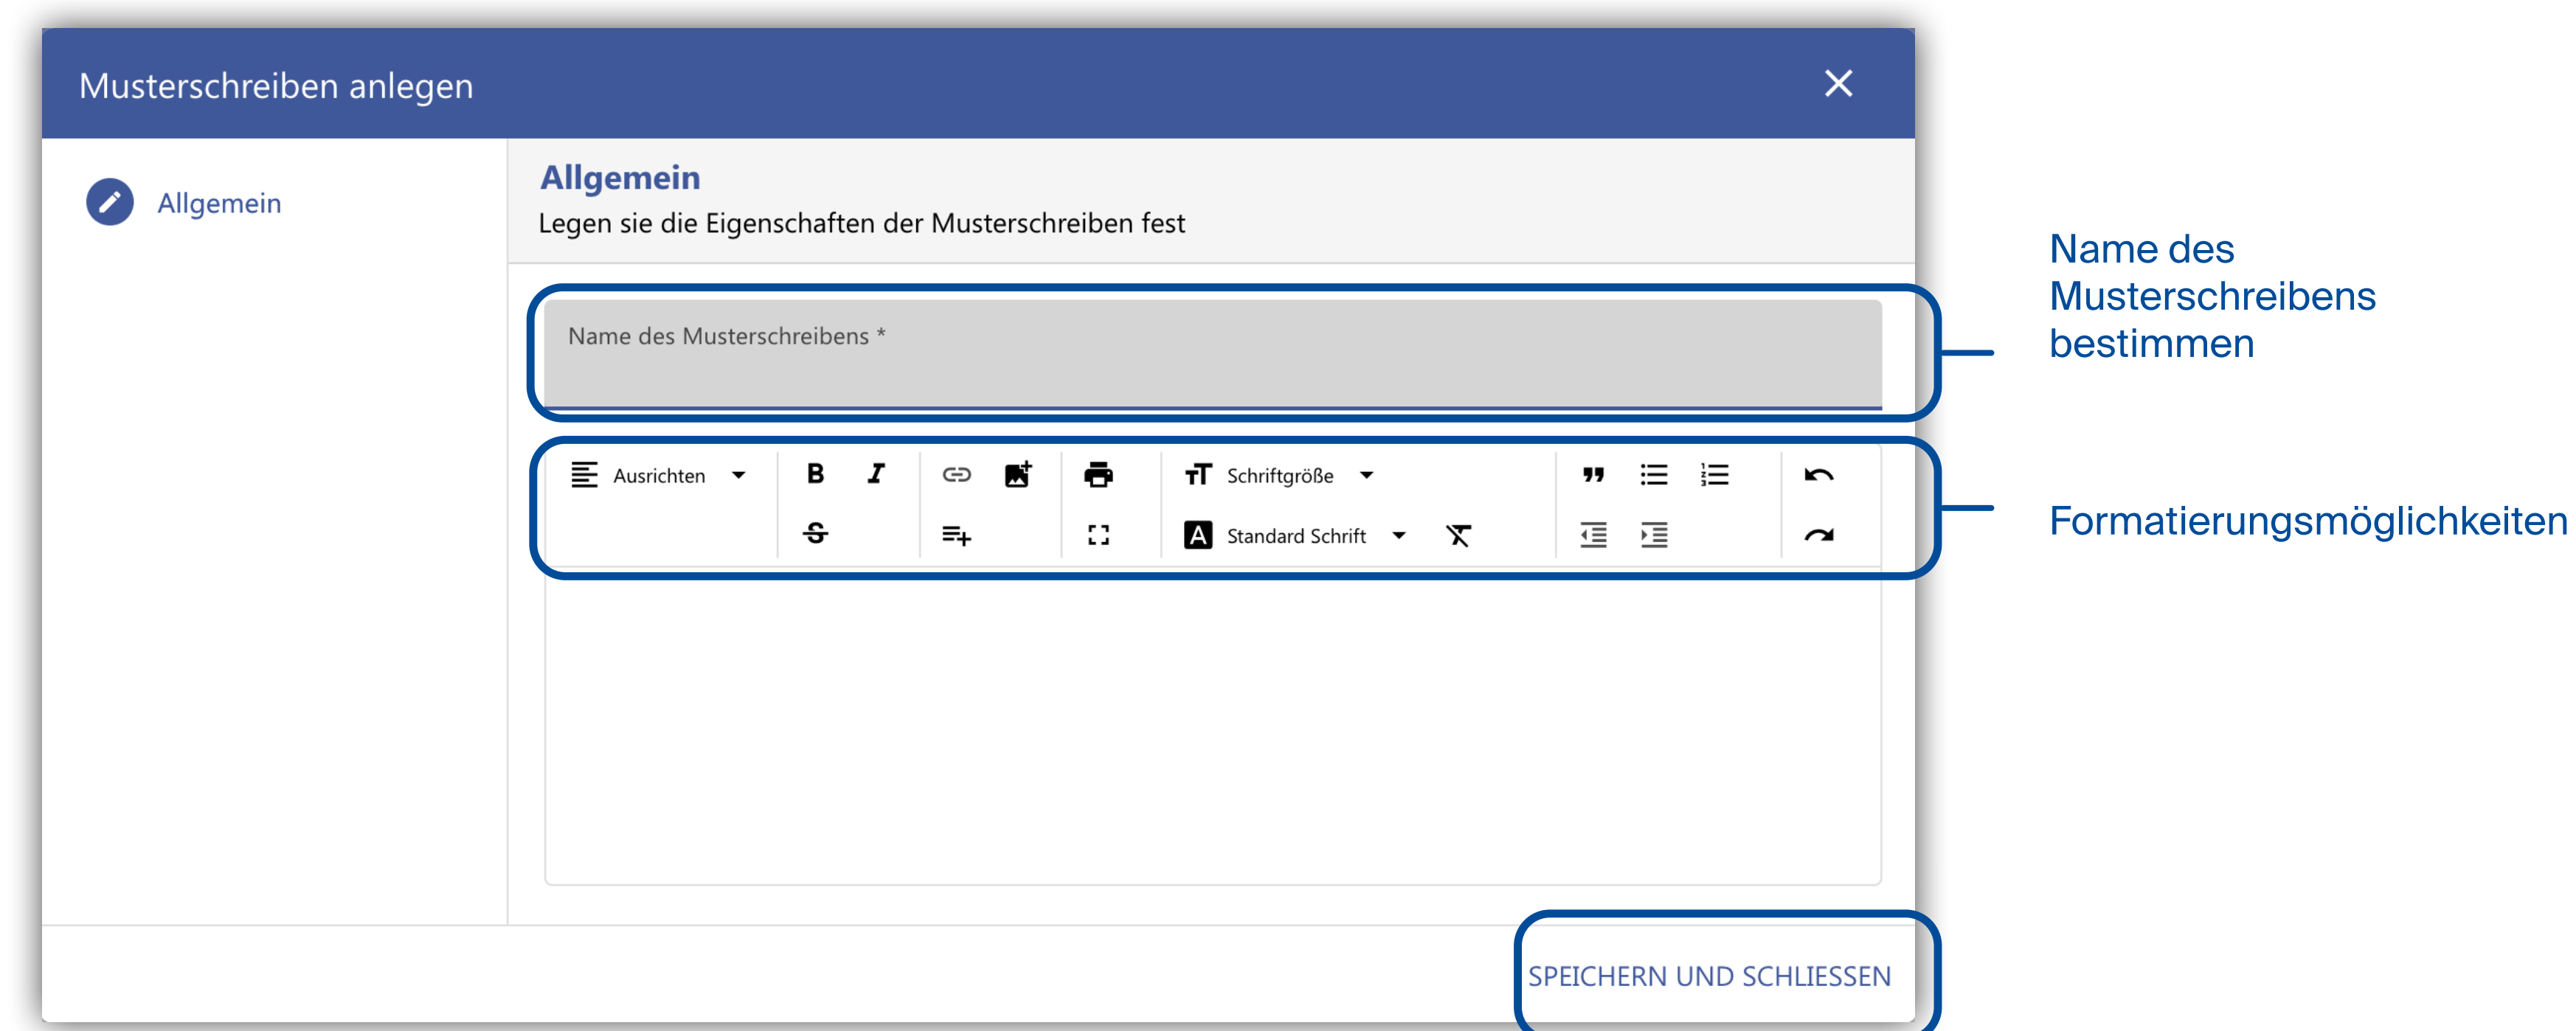 Musterschreiben anlegen
Allgemein
Allgemein
Legen sie die Eigenschaften der Musterschreiben fest
Name des Musterschreibens *
Name des
Musterschreibens
bestimmen
Ausrichten
Schriftgröße
Standard Schrift
Formatierungsmöglichkeiten
SPEICHERN UND SCHLIESSEN